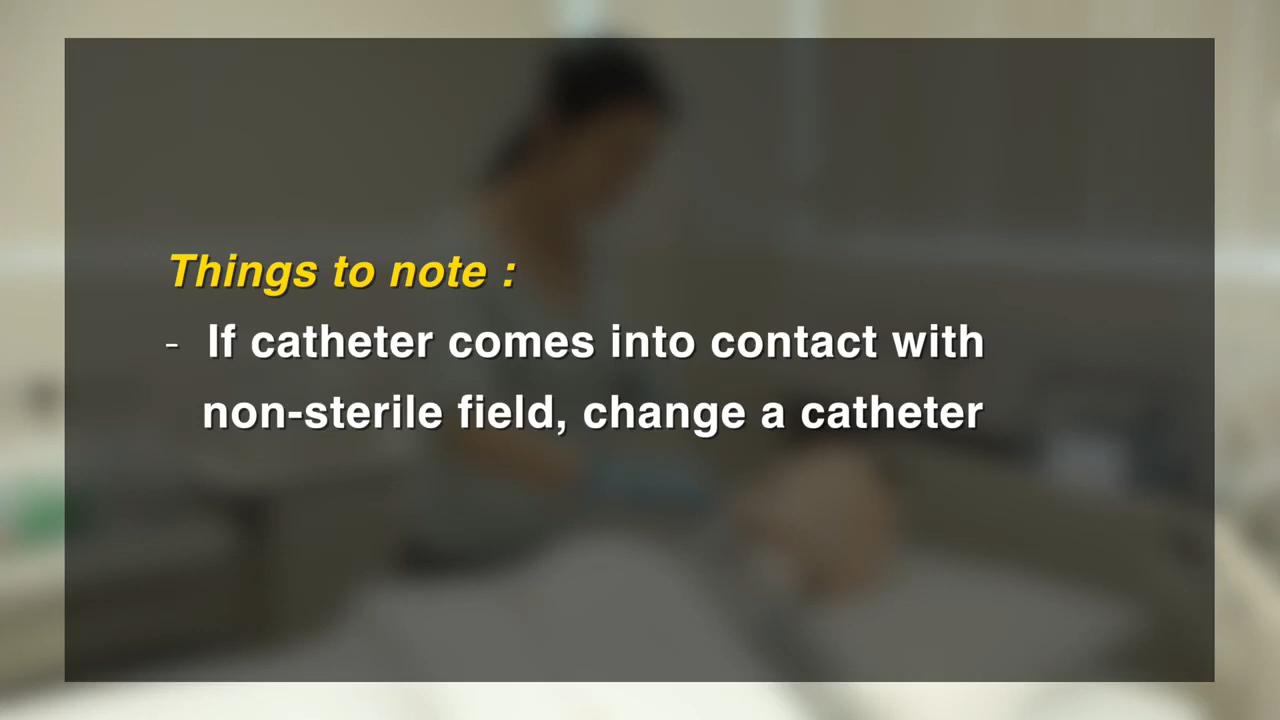 Things to note :
- If catheter comes into contact with
non-sterile field, change a catheter